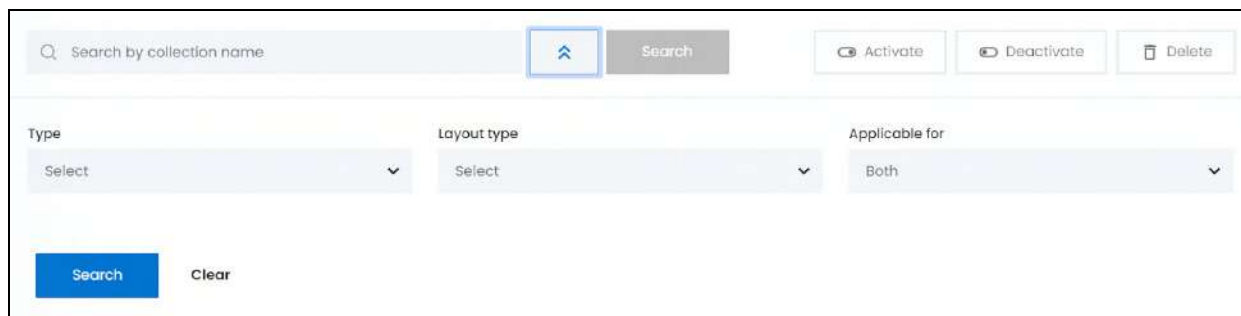 Search by collection name Search Activate Deactivate Delete
Type Layout type Applicable for
Select Select Both
Search Clear